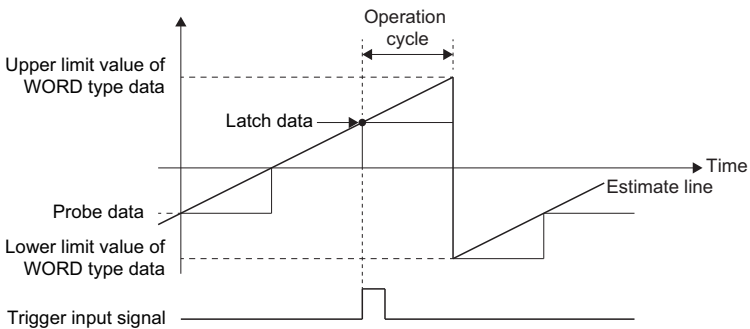 Operation
cycle
Upper limit value of
WORD type data
Latch data
Time
Estimate line
Probe data
Lower limit value of
WORD type data
Trigger input signal